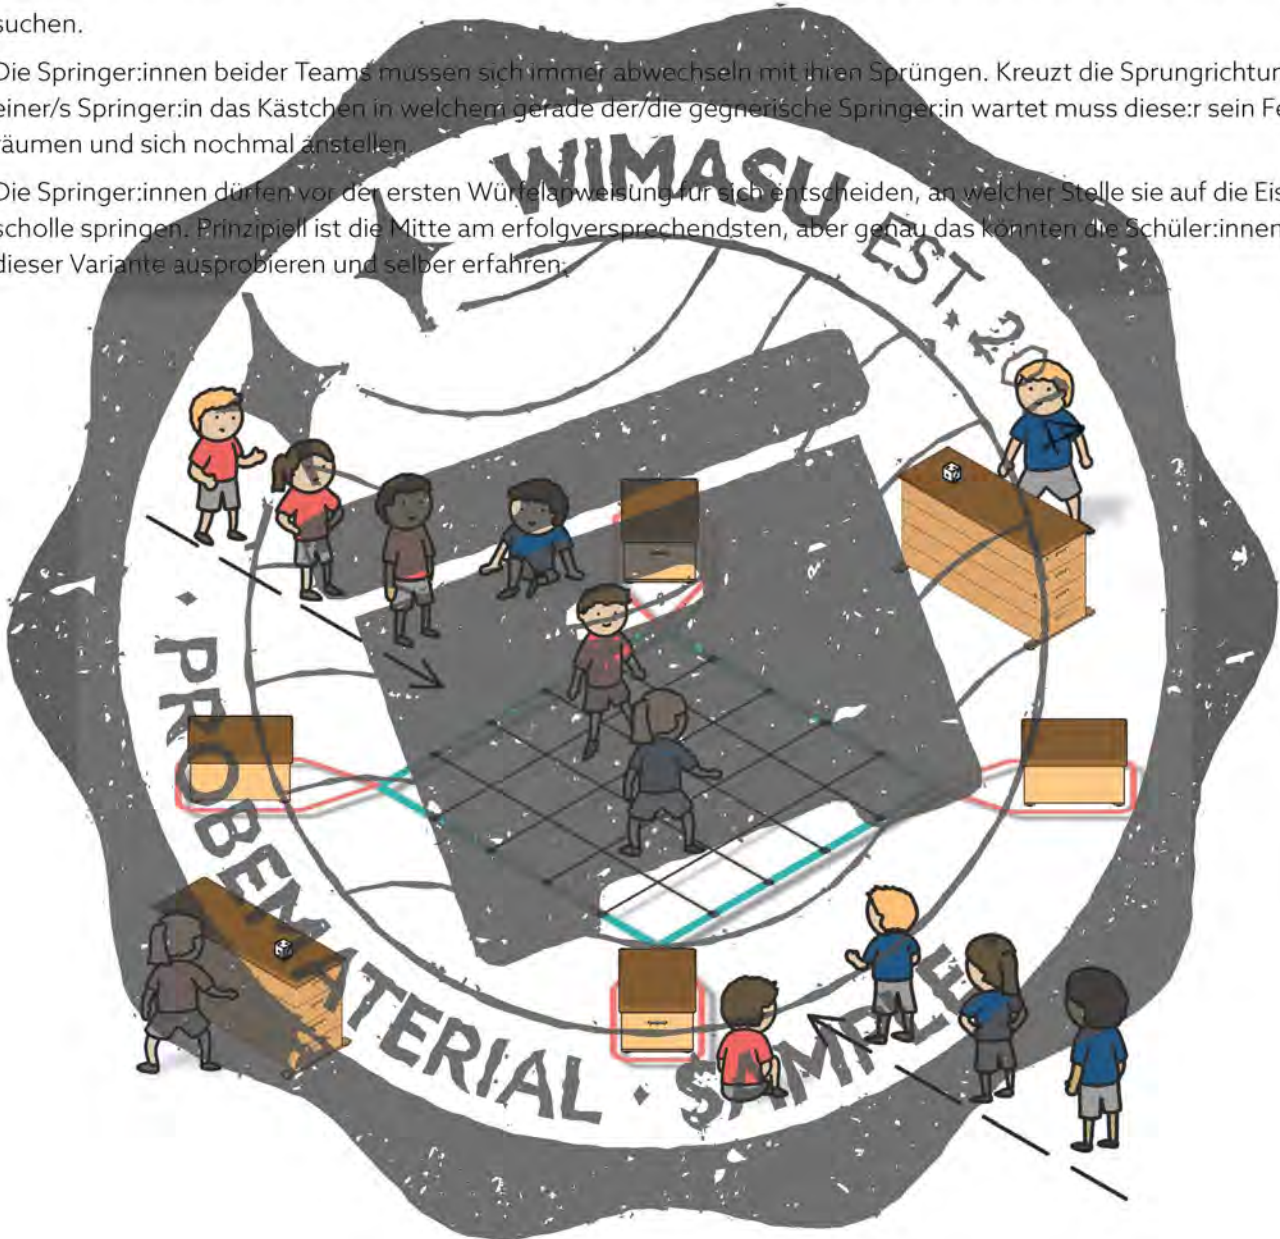 suchen.
Die Springer:innen beider Teams müssen sich immer abwechseln mit ihren Sprüngen. Kreuzt die Sprungrichtun
einer/s Springer:in das Kästchen in welchem gerade der/die gegnerische Springer:in wartet muss diese:r sein Fe
räumen und sich nochmal anstellen.
Die Springer:innen dürfen vor der ersten Würfelanweisung für sich entscheiden, an welcher Stelle sie auf die Eis
scholle springen. Prinzipiell ist die Mitte am erfolgversprechendsten, aber genau das könnten die Schüler:innen
dieser Variante ausprobieren und selber erfahren.
WIMASU EST. 20
PROBEMATERIAL · SAMPLE